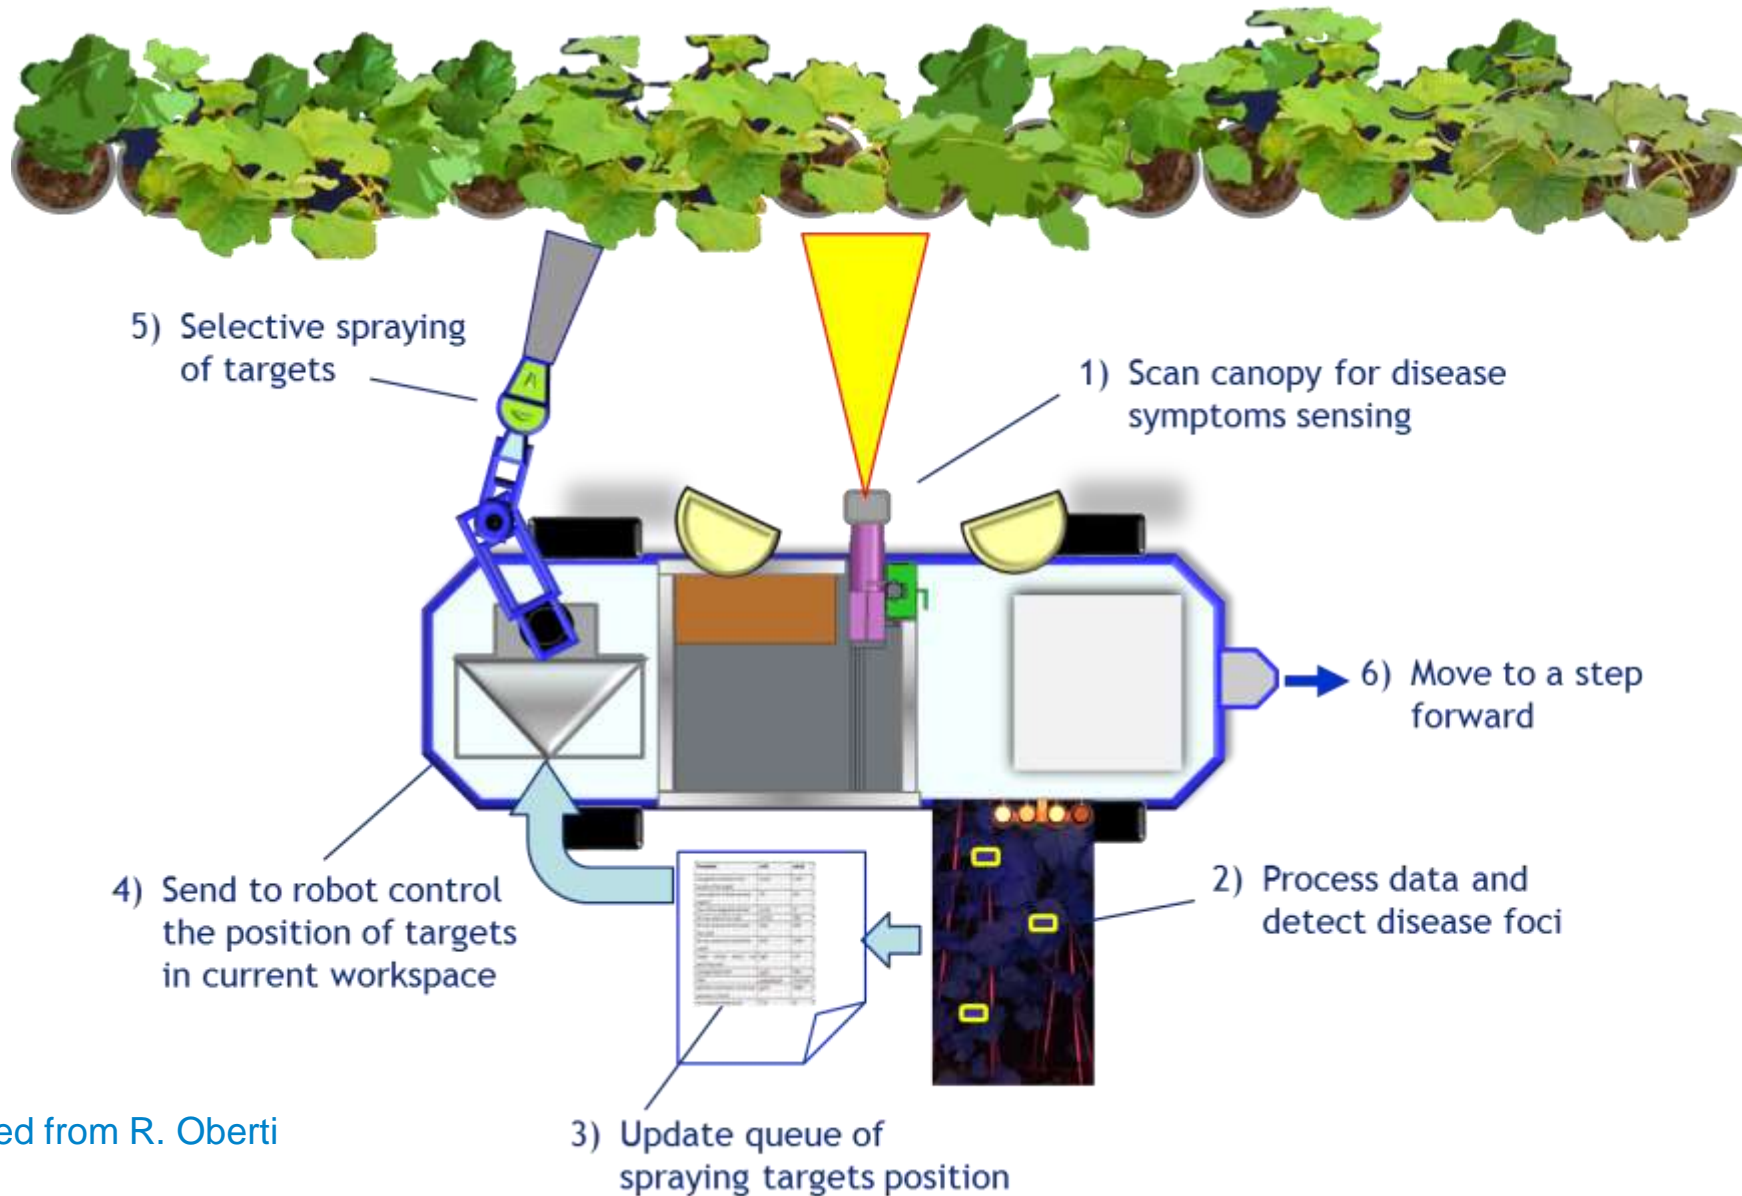 5) Selective spraying
of targets
1) Scan canopy for disease
symptoms sensing
6) Move to a step
forward
4) Send to robot control
the position of targets
in current workspace
2) Process data and
detect disease foci
ed from R. Oberti
3) Update queue of
spraying targets position